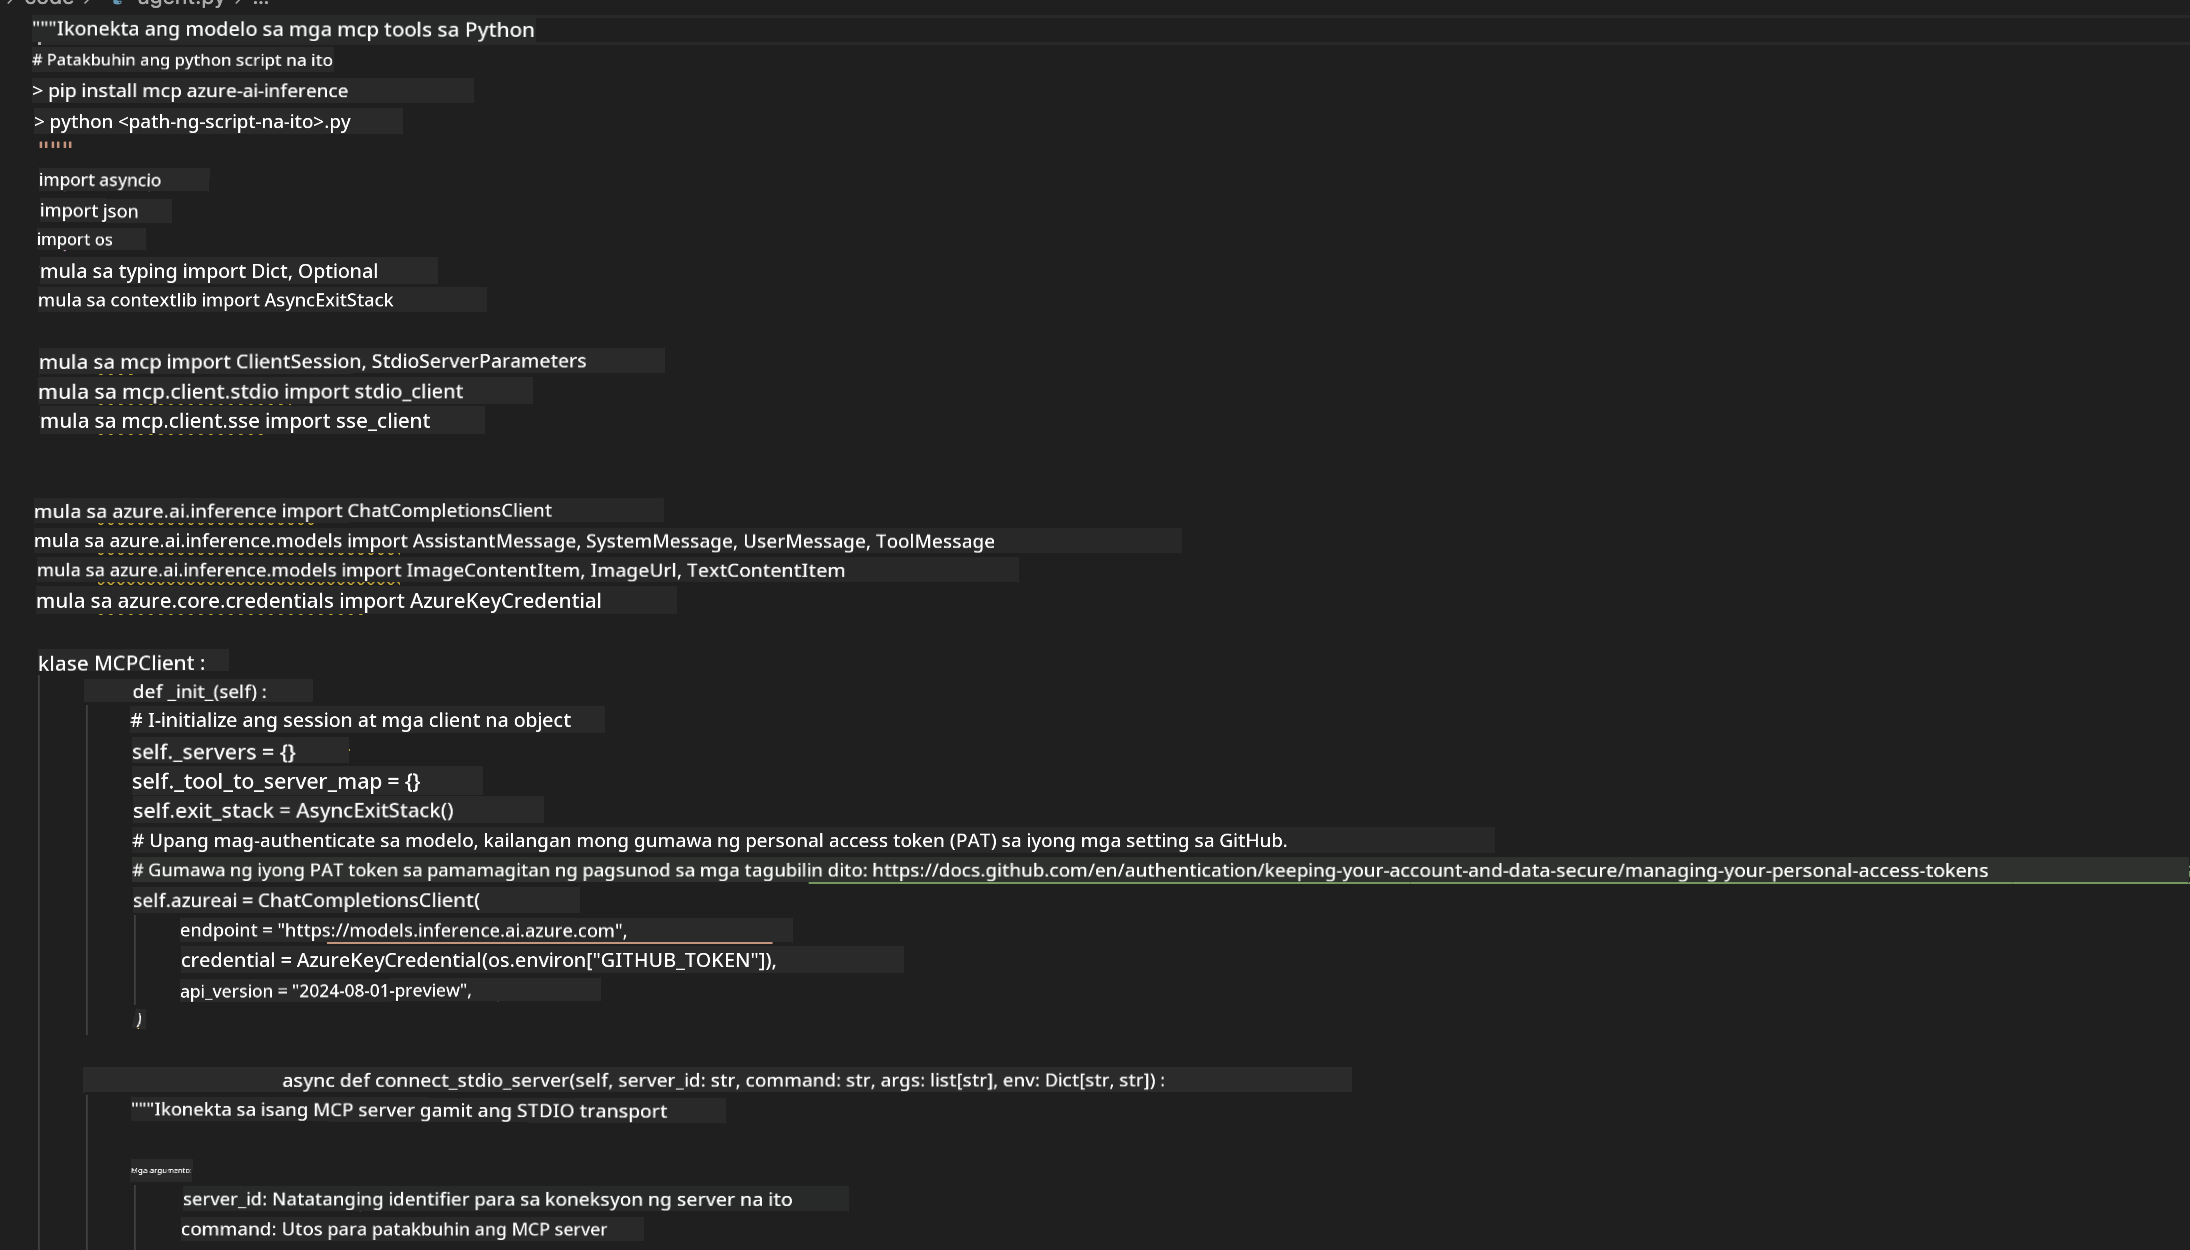 code > agent.py > ...
"""Ikonekta ang modelo sa mga mcp tools sa Python
# Patakbuhin ang python script na ito
> pip install mcp azure-ai-inference
> python <path-ng-script-na-ito>.py
"""
import asyncio
import json
import os
mula sa typing import Dict, Optional
mula sa contextlib import AsyncExitStack
mula sa mcp import ClientSession, StdioServerParameters
mula sa mcp.client.stdio import stdio_client
mula sa mcp.client.sse import sse_client
mula sa azure.ai.inference import ChatCompletionsClient
mula sa azure.ai.inference.models import AssistantMessage, SystemMessage, UserMessage, ToolMessage
mula sa azure.ai.inference.models import ImageContentItem, ImageUrl, TextContentItem
mula sa azure.core.credentials import AzureKeyCredential
klase MCPClient :
def _init_(self) :
# I-initialize ang session at mga client na object
self._servers = {}
self._tool_to_server_map = {}
self.exit_stack = AsyncExitStack()
# Upang mag-authenticate sa modelo, kailangan mong gumawa ng personal access token (PAT) sa iyong mga setting sa GitHub.
# Gumawa ng iyong PAT token sa pamamagitan ng pagsunod sa mga tagubilin dito: https://docs.github.com/en/authentication/keeping-your-account-and-data-secure/managing-your-personal-access-tokens
self.azureai = ChatCompletionsClient(
endpoint = "https://models.inference.ai.azure.com",
credential = AzureKeyCredential(os.environ["GITHUB_TOKEN"]),
api_version = "2024-08-01-preview",
)
async def connect_stdio_server(self, server_id: str, command: str, args: list[str], env: Dict[str, str]) :
"""Ikonekta sa isang MCP server gamit ang STDIO transport
Mga argumento:
server_id: Natatanging identifier para sa koneksyon ng server na ito
command: Utos para patakbuhin ang MCP server